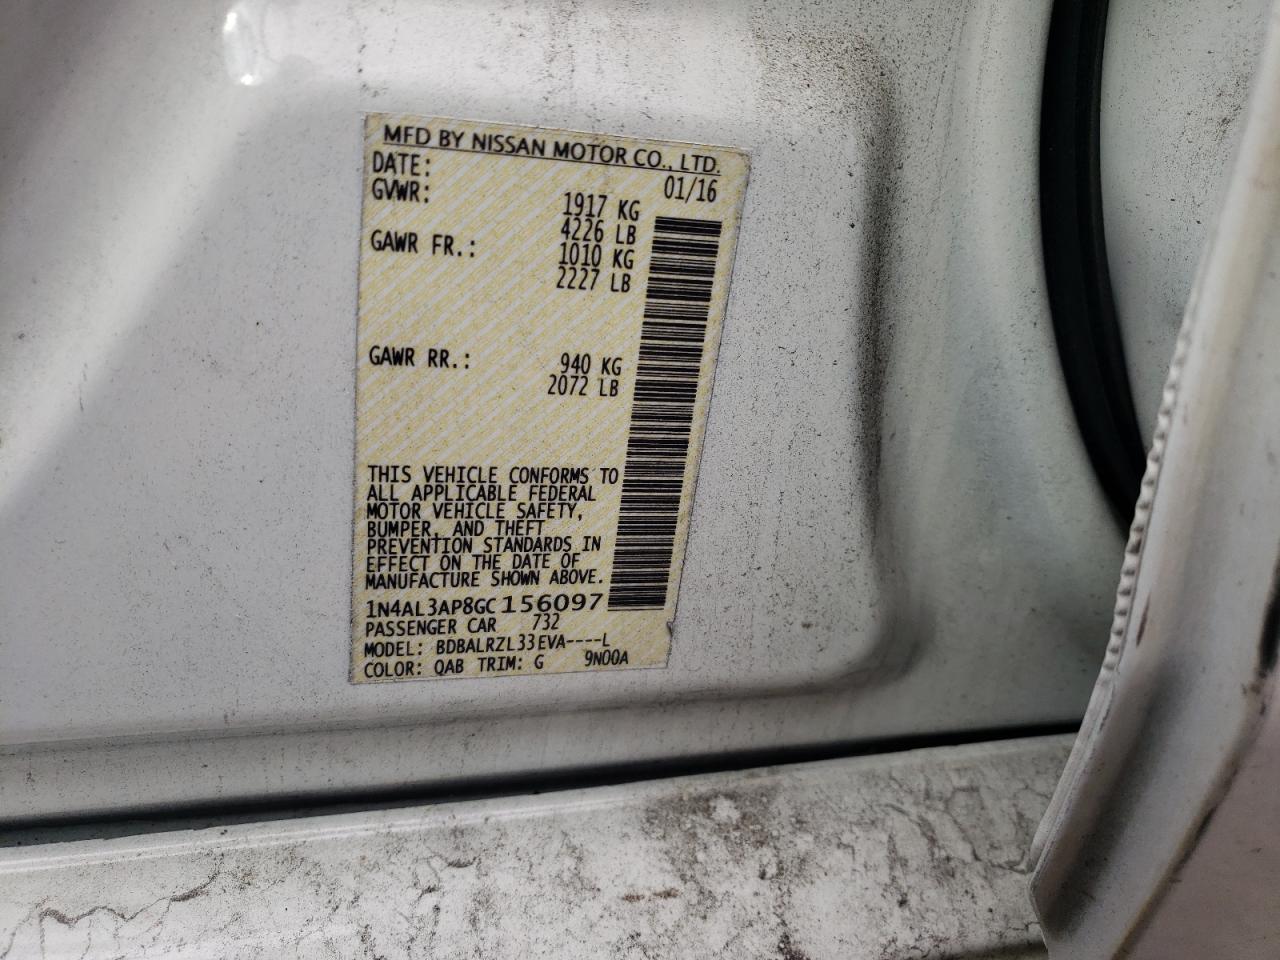 MFD BY NISSAN MOTOR CO., LTD.
DATE: 01/16
GVWR: 1917 KG
4226 LB
GAWR FR.: 1010 KG
2227 LB
GAWR RR.: 940 KG
2072 LB
THIS VEHICLE CONFORMS TO
ALL APPLICABLE FEDERAL
MOTOR VEHICLE SAFETY,
BUMPER, AND THEFT
PREVENTION STANDARDS IN
EFFECT ON THE DATE OF
MANUFACTURE SHOWN ABOVE.
1N4AL3AP8GC156097
PASSENGER CAR 732
MODEL: BDBALRZL33EVA----L
COLOR: QAB TRIM: G 9N00A